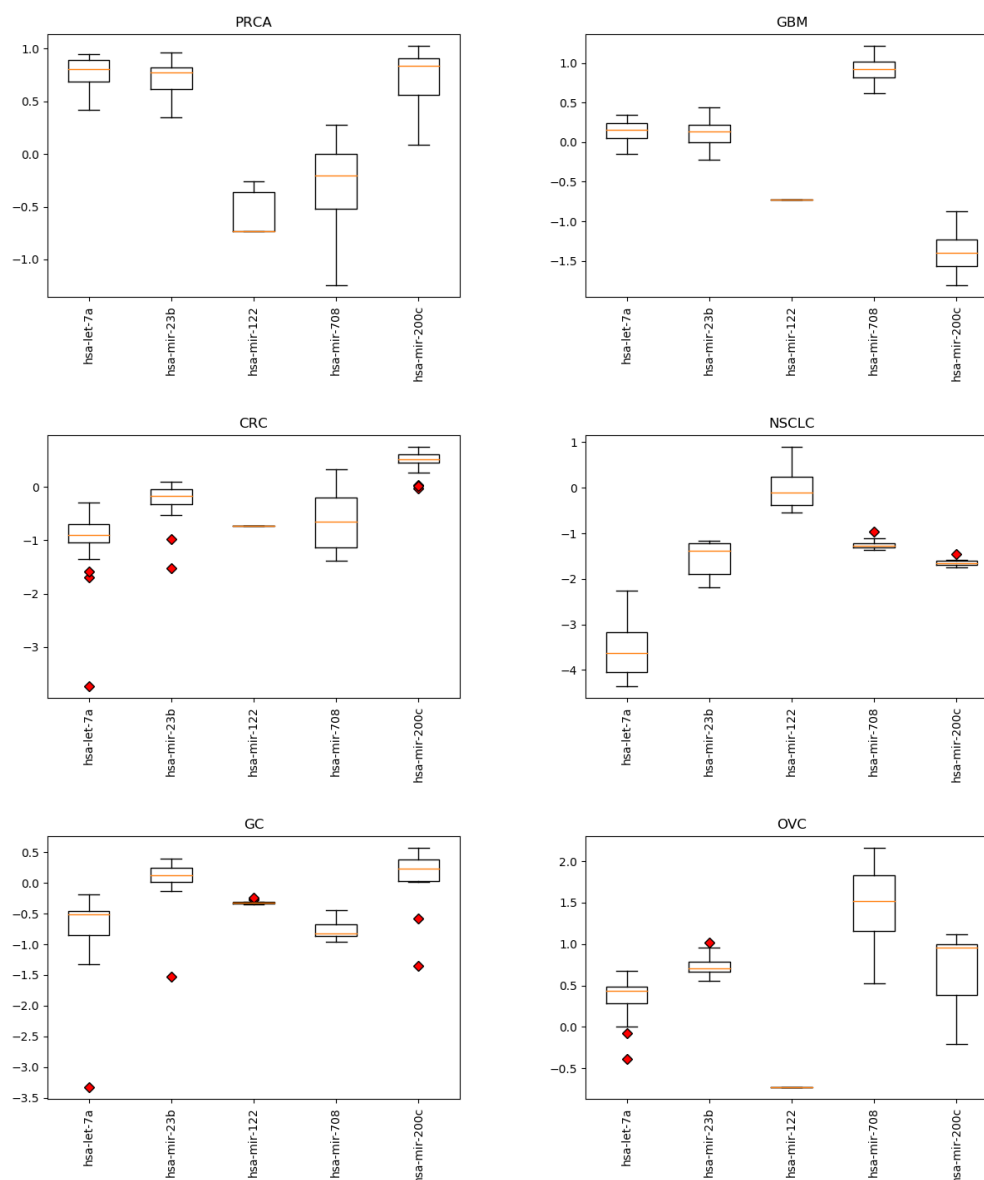 PRCA
1.0
0.5
0.0
−0.5
−1.0
hsa-let-7a
hsa-mir-23b
hsa-mir-122
hsa-mir-708
hsa-mir-200c
GBM
1.0
0.5
0.0
−0.5
−1.0
−1.5
hsa-let-7a
hsa-mir-23b
hsa-mir-122
hsa-mir-708
hsa-mir-200c
CRC
0
−1
−2
−3
hsa-let-7a
hsa-mir-23b
hsa-mir-122
hsa-mir-708
hsa-mir-200c
NSCLC
1
0
−1
−2
−3
−4
hsa-let-7a
hsa-mir-23b
hsa-mir-122
hsa-mir-708
hsa-mir-200c
GC
0.5
0.0
−0.5
−1.0
−1.5
−2.0
−2.5
−3.0
−3.5
hsa-let-7a
hsa-mir-23b
hsa-mir-122
hsa-mir-708
hsa-mir-200c
OVC
2.0
1.5
1.0
0.5
0.0
−0.5
hsa-let-7a
hsa-mir-23b
hsa-mir-122
hsa-mir-708
hsa-mir-200c